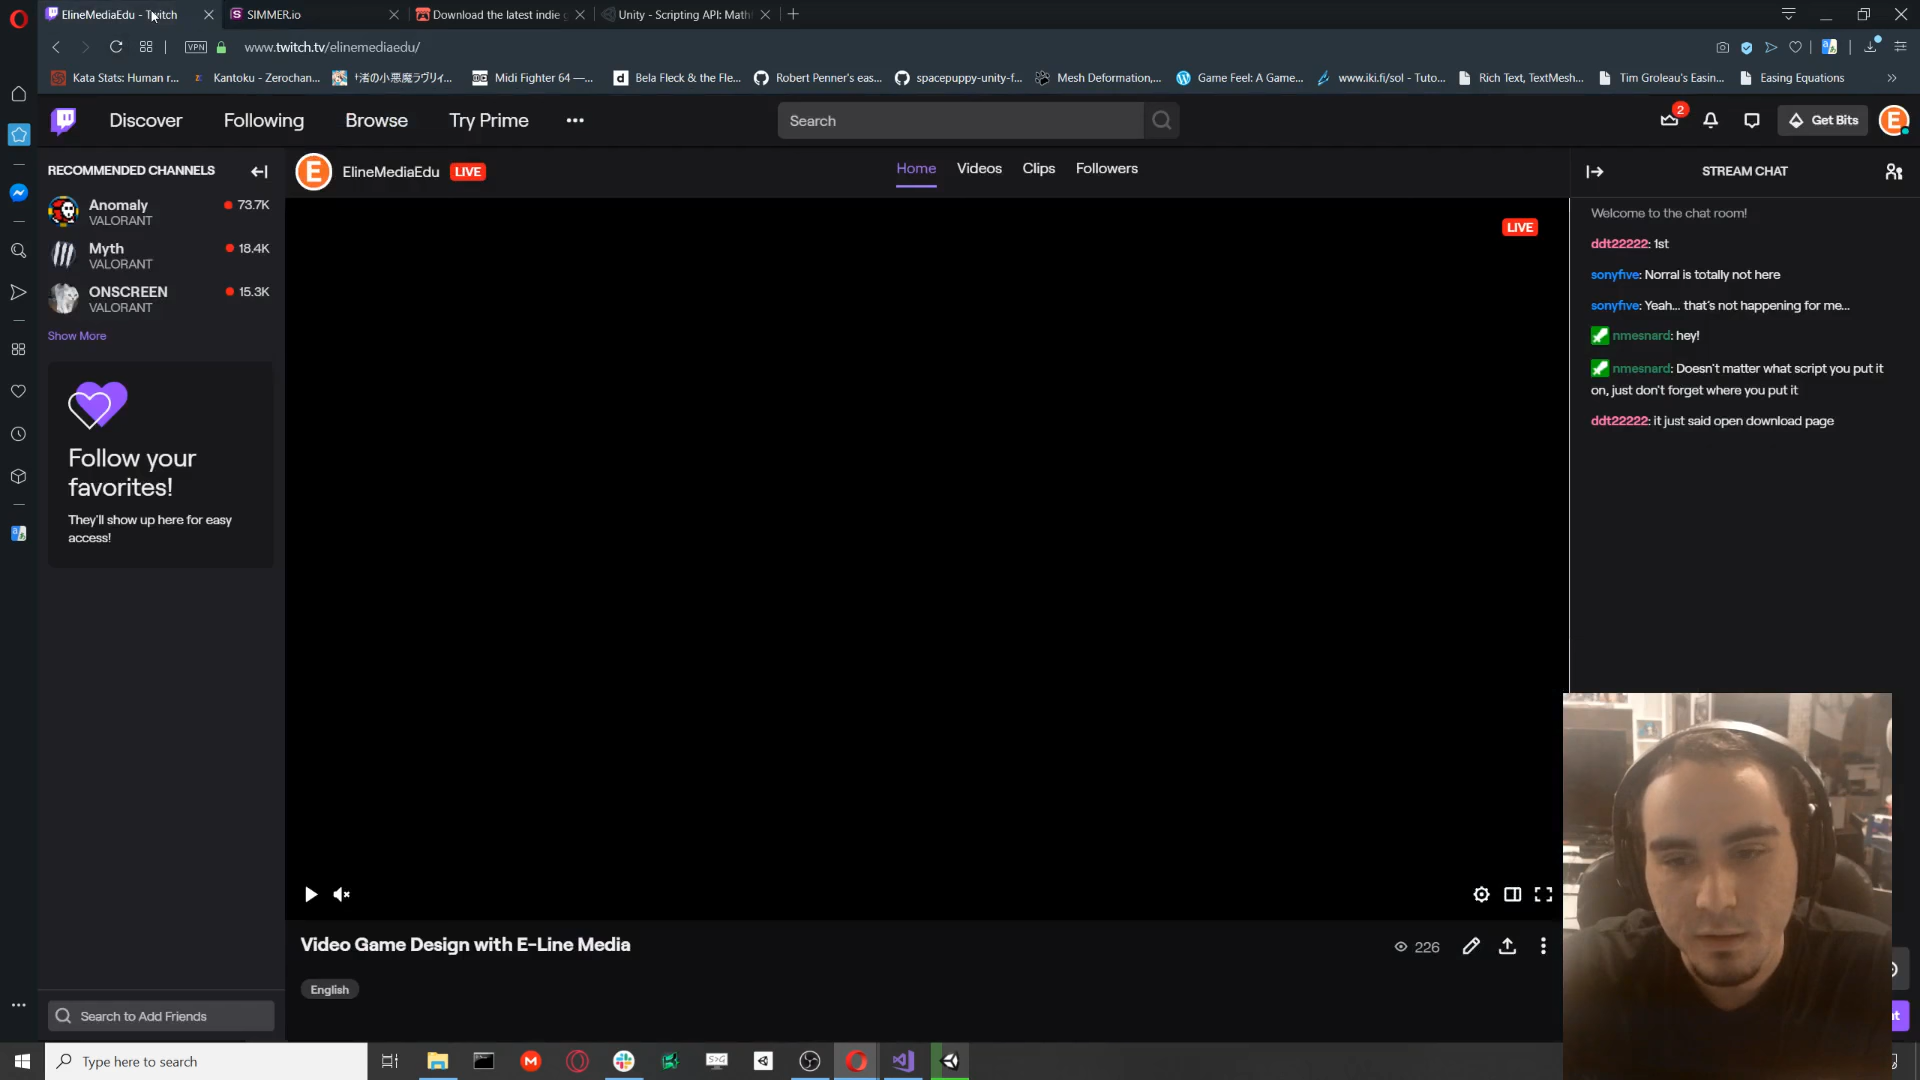 ElineMediaEdu - Twitch
SIMMER.io
Download the latest indie g
Unity - Scripting API: Math
VPN
www.twitch.tv/elinemediaedu/
Kata Stats: Human r...
Kantoku - Zerochan...
Midi Fighter 64 —...
Bela Fleck & the Fle...
Robert Penner's eas...
spacepuppy-unity-f...
Mesh Deformation,...
Game Feel: A Game...
www.iki.fi/sol - Tuto...
Rich Text, TextMesh...
Tim Groleau's Easin...
Easing Equations
Discover
Following
Browse
Try Prime
Search
2
Get Bits
E
RECOMMENDED CHANNELS
Anomaly
73.7K
VALORANT
Myth
18.4K
VALORANT
ONSCREEN
15.3K
VALORANT
Show More
Follow your
favorites!
They'll show up here for easy
access!
Search to Add Friends
E
ElineMediaEdu
LIVE
Home
Videos
Clips
Followers
LIVE
Video Game Design with E-Line Media
226
English
STREAM CHAT
Welcome to the chat room!
ddt22222: 1st
sonyfive: Norral is totally not here
sonyfive: Yeah... that's not happening for me...
nmesnard: hey!
nmesnard: Doesn't matter what script you put it
on, just don't forget where you put it
ddt22222: it just said open download page
Type here to search